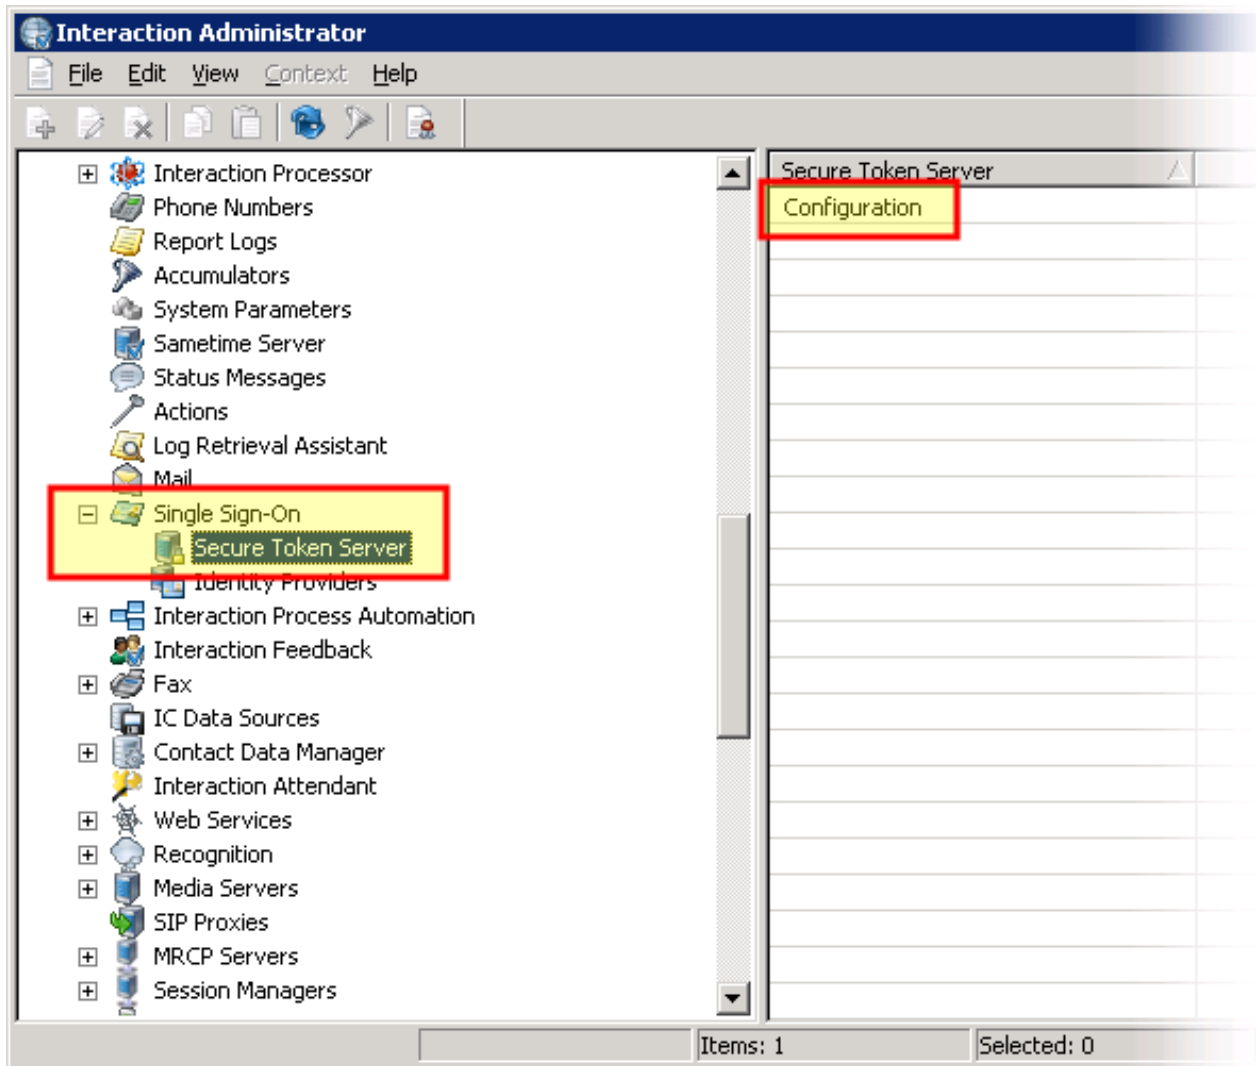 Interaction Administrator
File Edit View Context Help
Interaction Processor
Phone Numbers
Report Logs
Accumulators
System Parameters
Sametime Server
Status Messages
Actions
Log Retrieval Assistant
Mail
Single Sign-On
Secure Token Server
Identity Providers
Interaction Process Automation
Interaction Feedback
Fax
IC Data Sources
Contact Data Manager
Interaction Attendant
Web Services
Recognition
Media Servers
SIP Proxies
MRCP Servers
Session Managers
Secure Token Server
Configuration
Items: 1 Selected: 0